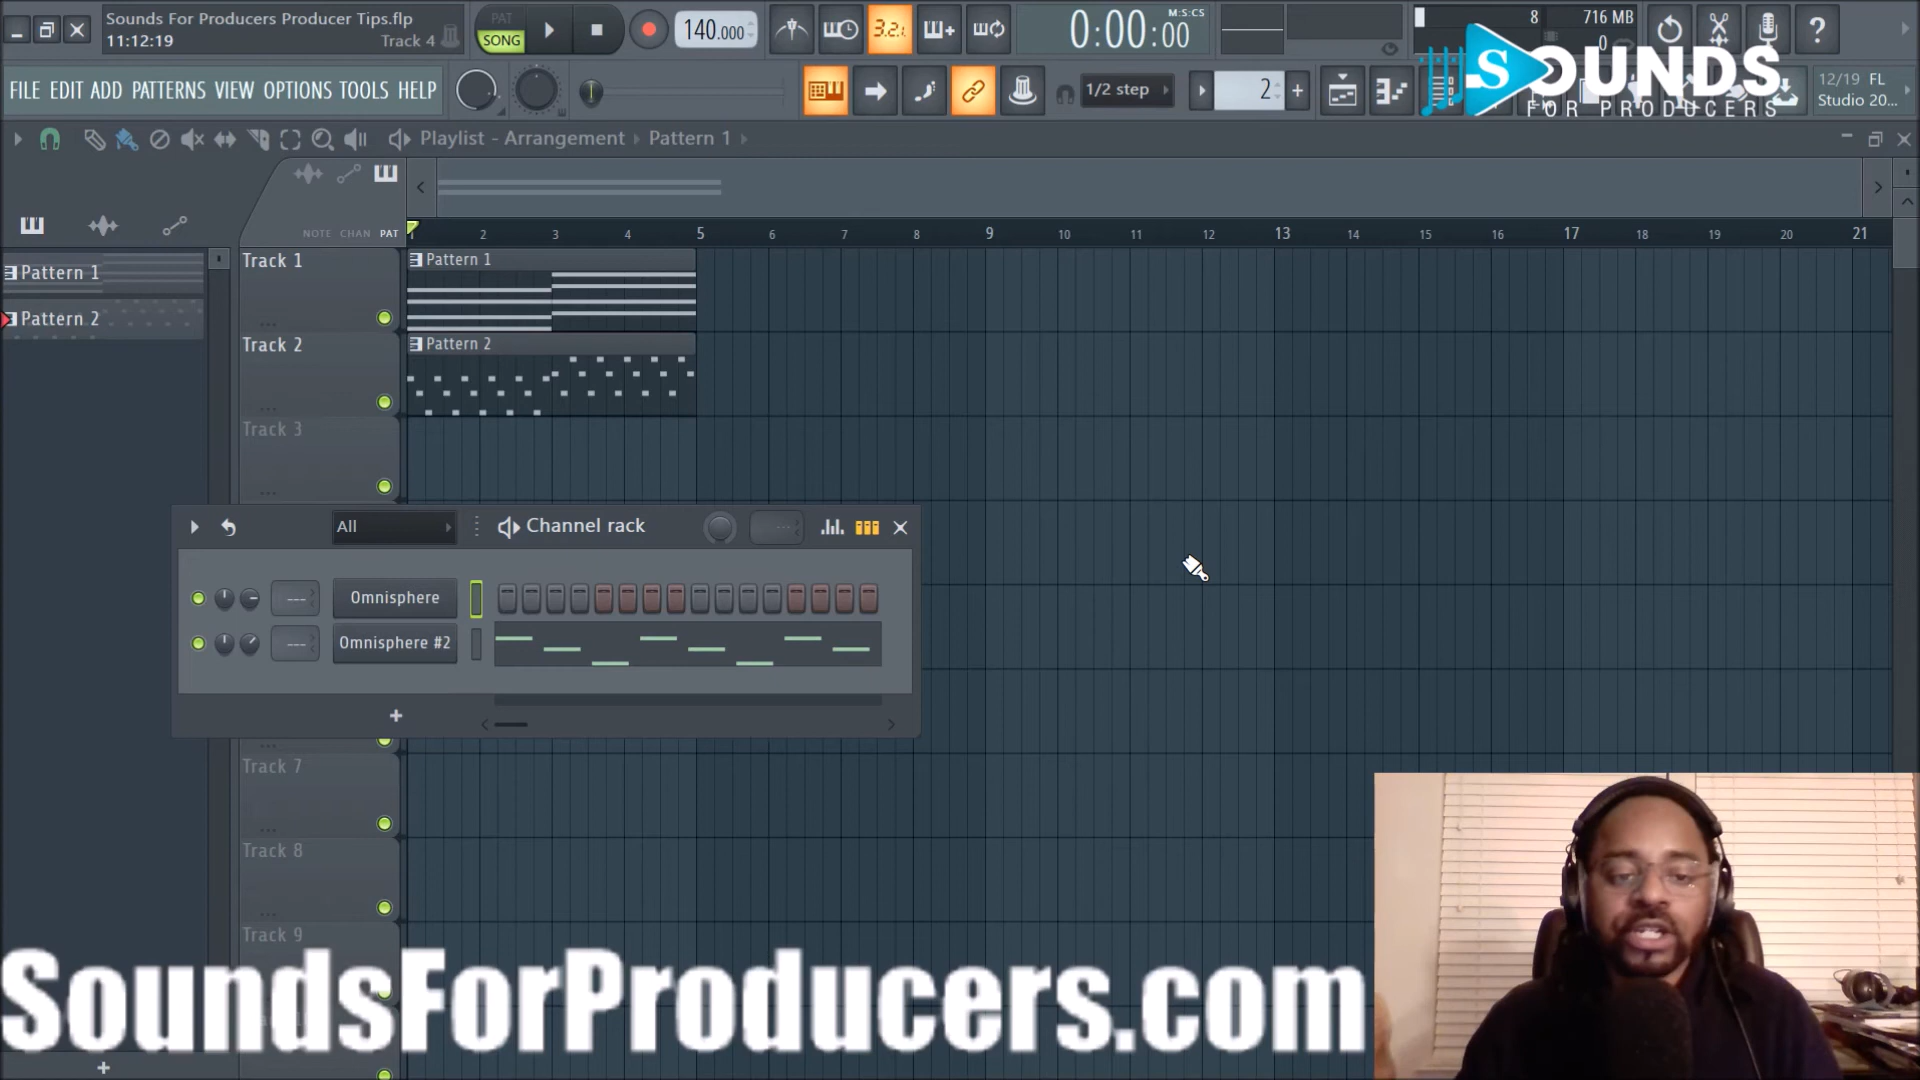 Sounds For Producers Producer Tips.flp
11:12:19
Track 4
PAT
SONG
140.000
3.2.
0:00:00
M:S:CS
8
716 MB
0
?
SOUNDS
FOR PRODUCERS
FILE EDIT ADD PATTERNS VIEW OPTIONS TOOLS HELP
1/2 step
2
+
12/19 FL
Studio 20...
Playlist - Arrangement
Pattern 1
NOTE CHAN PAT
1 2 3 4 5 6 7 8 9 10 11 12 13 14 15 16 17 18 19 20 21
Pattern 1
Pattern 2
Track 1
Pattern 1
Track 2
Pattern 2
Track 3
All
Channel rack
Omnisphere
Omnisphere #2
+
Track 7
Track 8
Track 9
SoundsForProducers.com
+